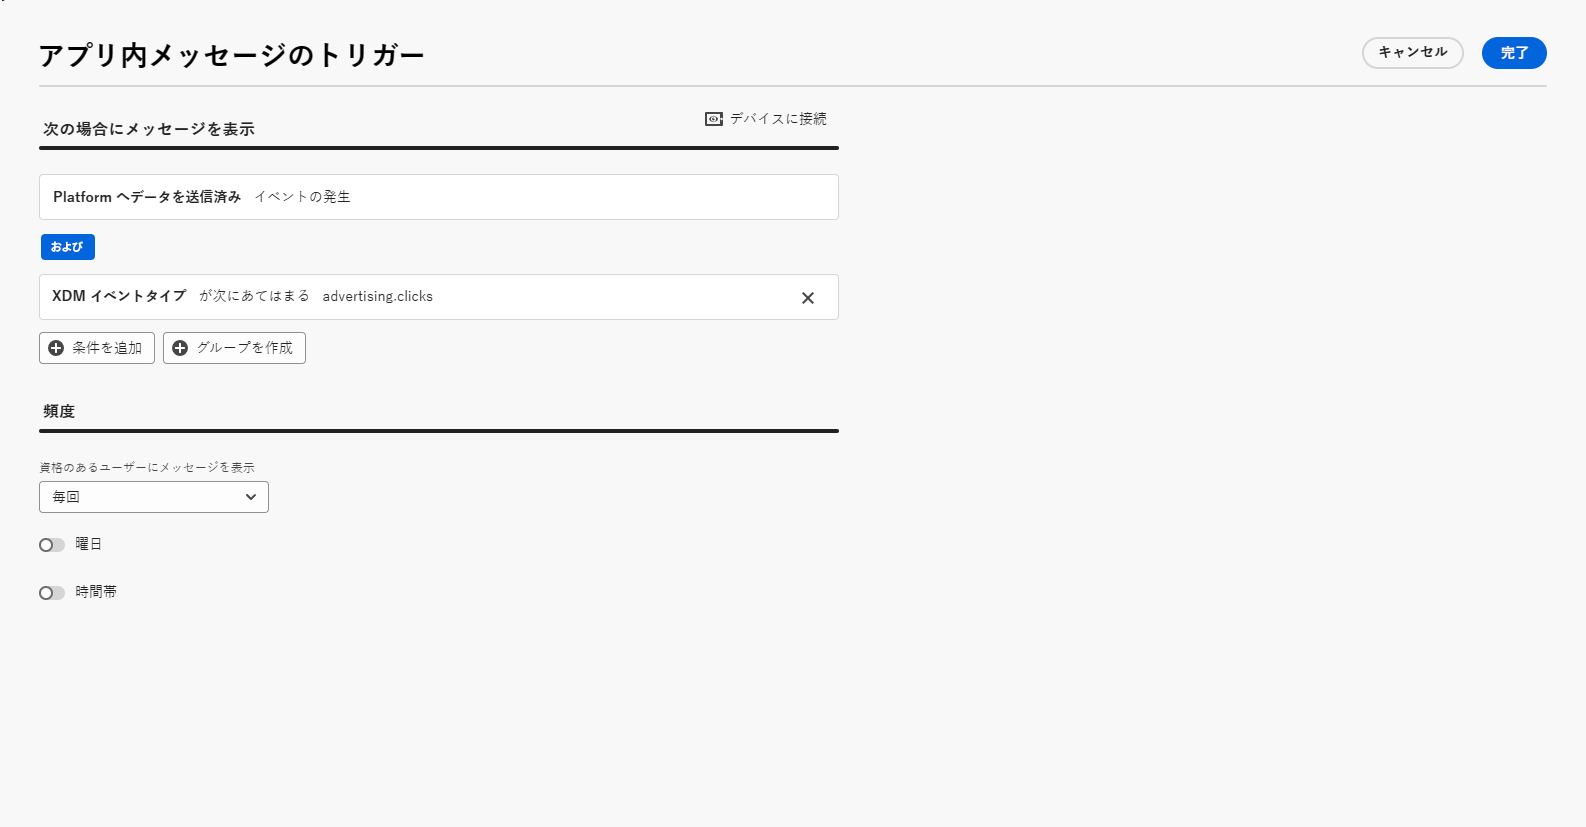 アプリ内メッセージのトリガー
キャンセル
完了
次の場合にメッセージを表示
デバイスに接続
Platform へデータを送信済み イベントの発生
および
XDM イベントタイプ が次にあてはまる advertising.clicks
条件を追加 グループを作成
頻度
資格のあるユーザーにメッセージを表示
毎回
曜日
時間帯